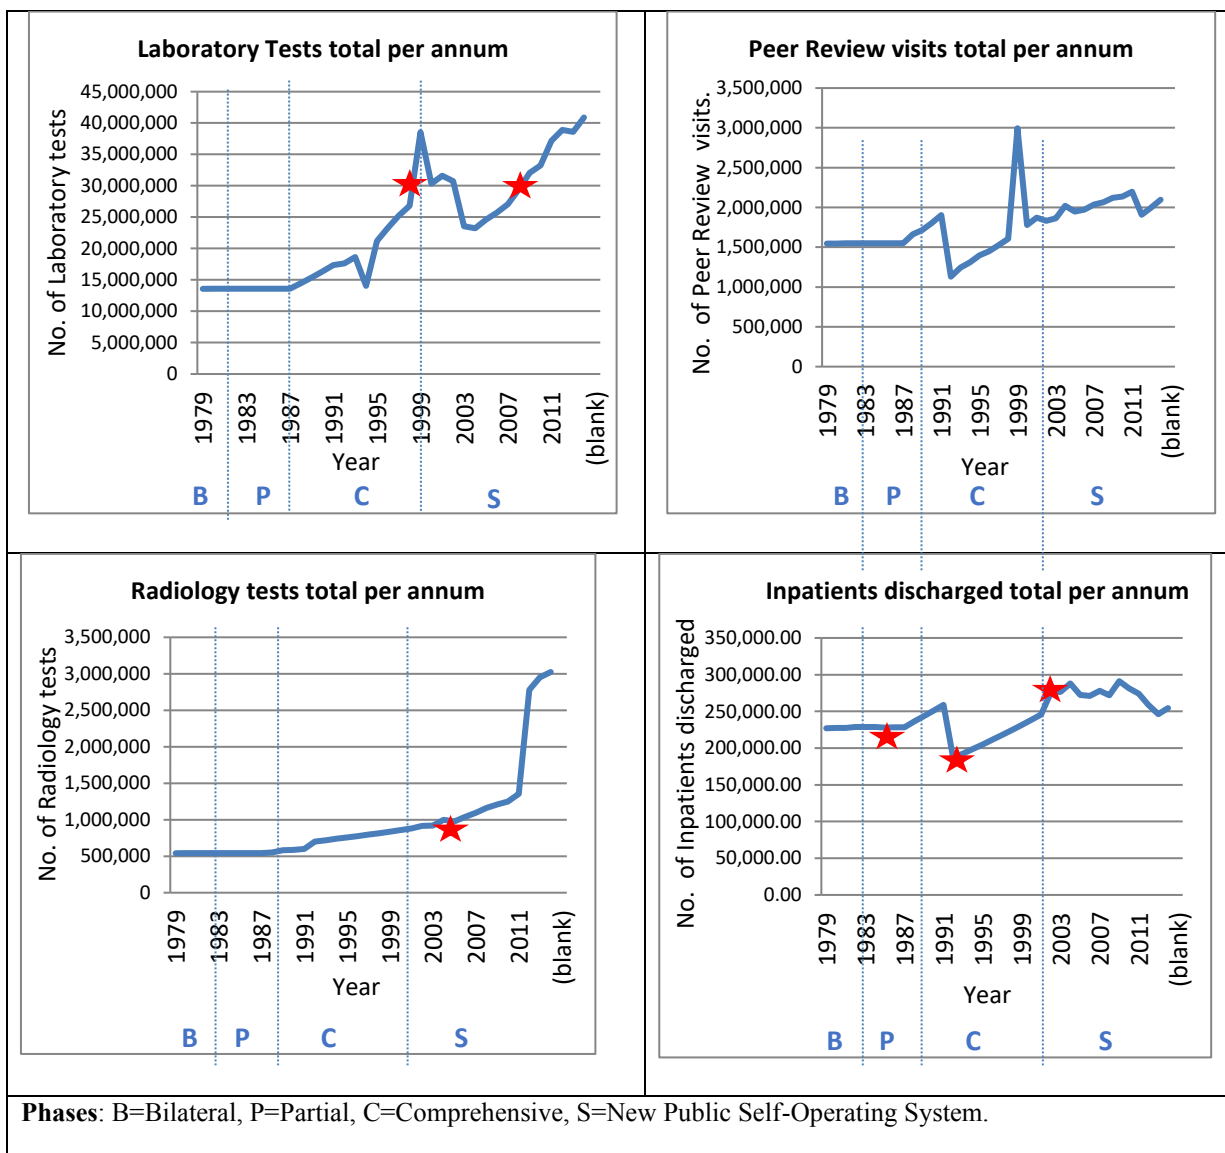 Laboratory Tests total per annum
No. of Laboratory tests
45,000,000
40,000,000
35,000,000
30,000,000
25,000,000
20,000,000
15,000,000
10,000,000
5,000,000
0
1979 1983 1987 1991 1995 1999 2003 2007 2011 (blank)
Year
B P C S
Peer Review visits total per annum
No. of Peer Review visits.
3,500,000
3,000,000
2,500,000
2,000,000
1,500,000
1,000,000
500,000
0
1979 1983 1987 1991 1995 1999 2003 2007 2011 (blank)
Year
B P C S
Radiology tests total per annum
No. of Radiology tests
3,500,000
3,000,000
2,500,000
2,000,000
1,500,000
1,000,000
500,000
0
1979 1983 1987 1991 1995 1999 2003 2007 2011 (blank)
Year
B P C S
Inpatients discharged total per annum
No. of Inpatients discharged
350,000.00
300,000.00
250,000.00
200,000.00
150,000.00
100,000.00
50,000.00
0.00
1979 1983 1987 1991 1995 1999 2003 2007 2011 (blank)
Year
B P C S
Phases: B=Bilateral, P=Partial, C=Comprehensive, S=New Public Self-Operating System.